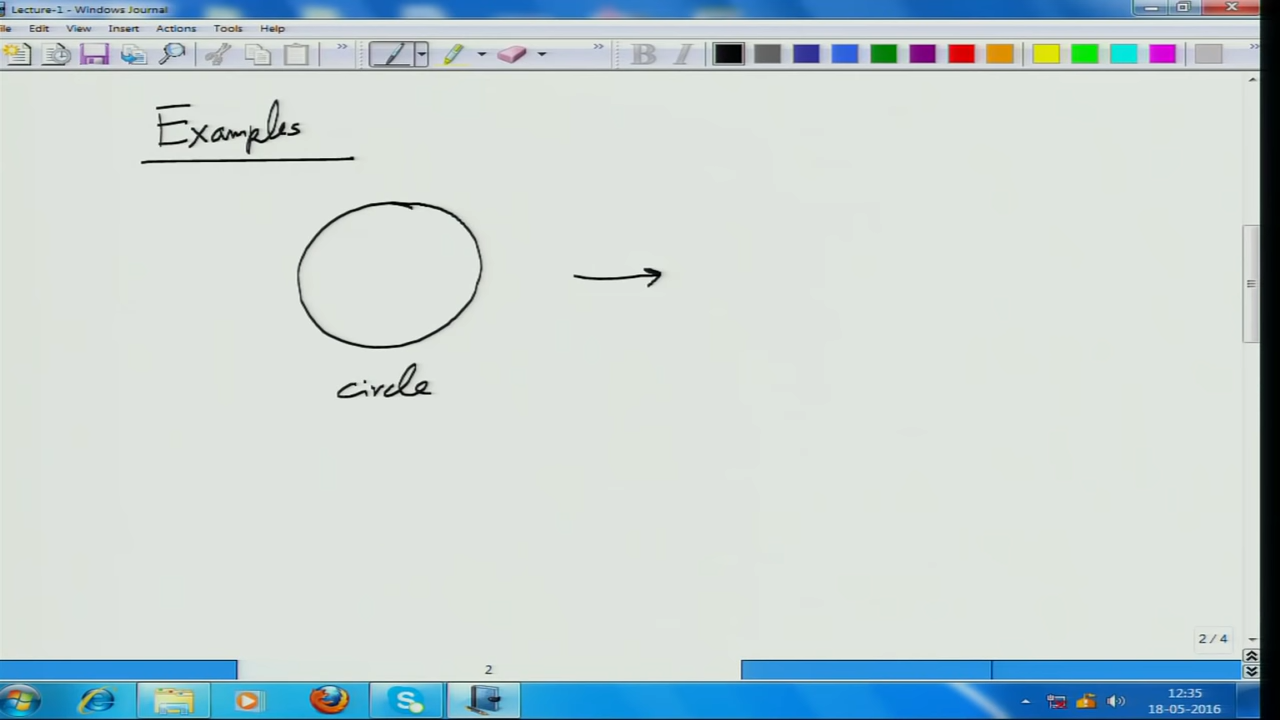 Lecture-1 - Windows Journal
ile Edit View Insert Actions Tools Help
B I
Examples
circle
2 / 4
2
12:35
18-05-2016